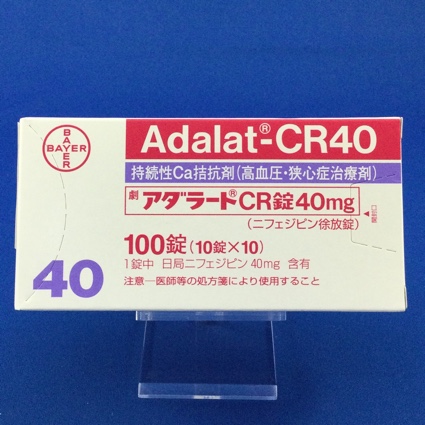 BAYER
BAYER
Adalat®-CR40
持続性Ca拮抗剤(高血圧・狭心症治療剤)
劇 アダラート®CR錠40mg
(ニフェジピン徐放錠)
100錠(10錠×10)
1錠中 日局ニフェジピン 40mg 含有
注意―医師等の処方箋により使用すること
40